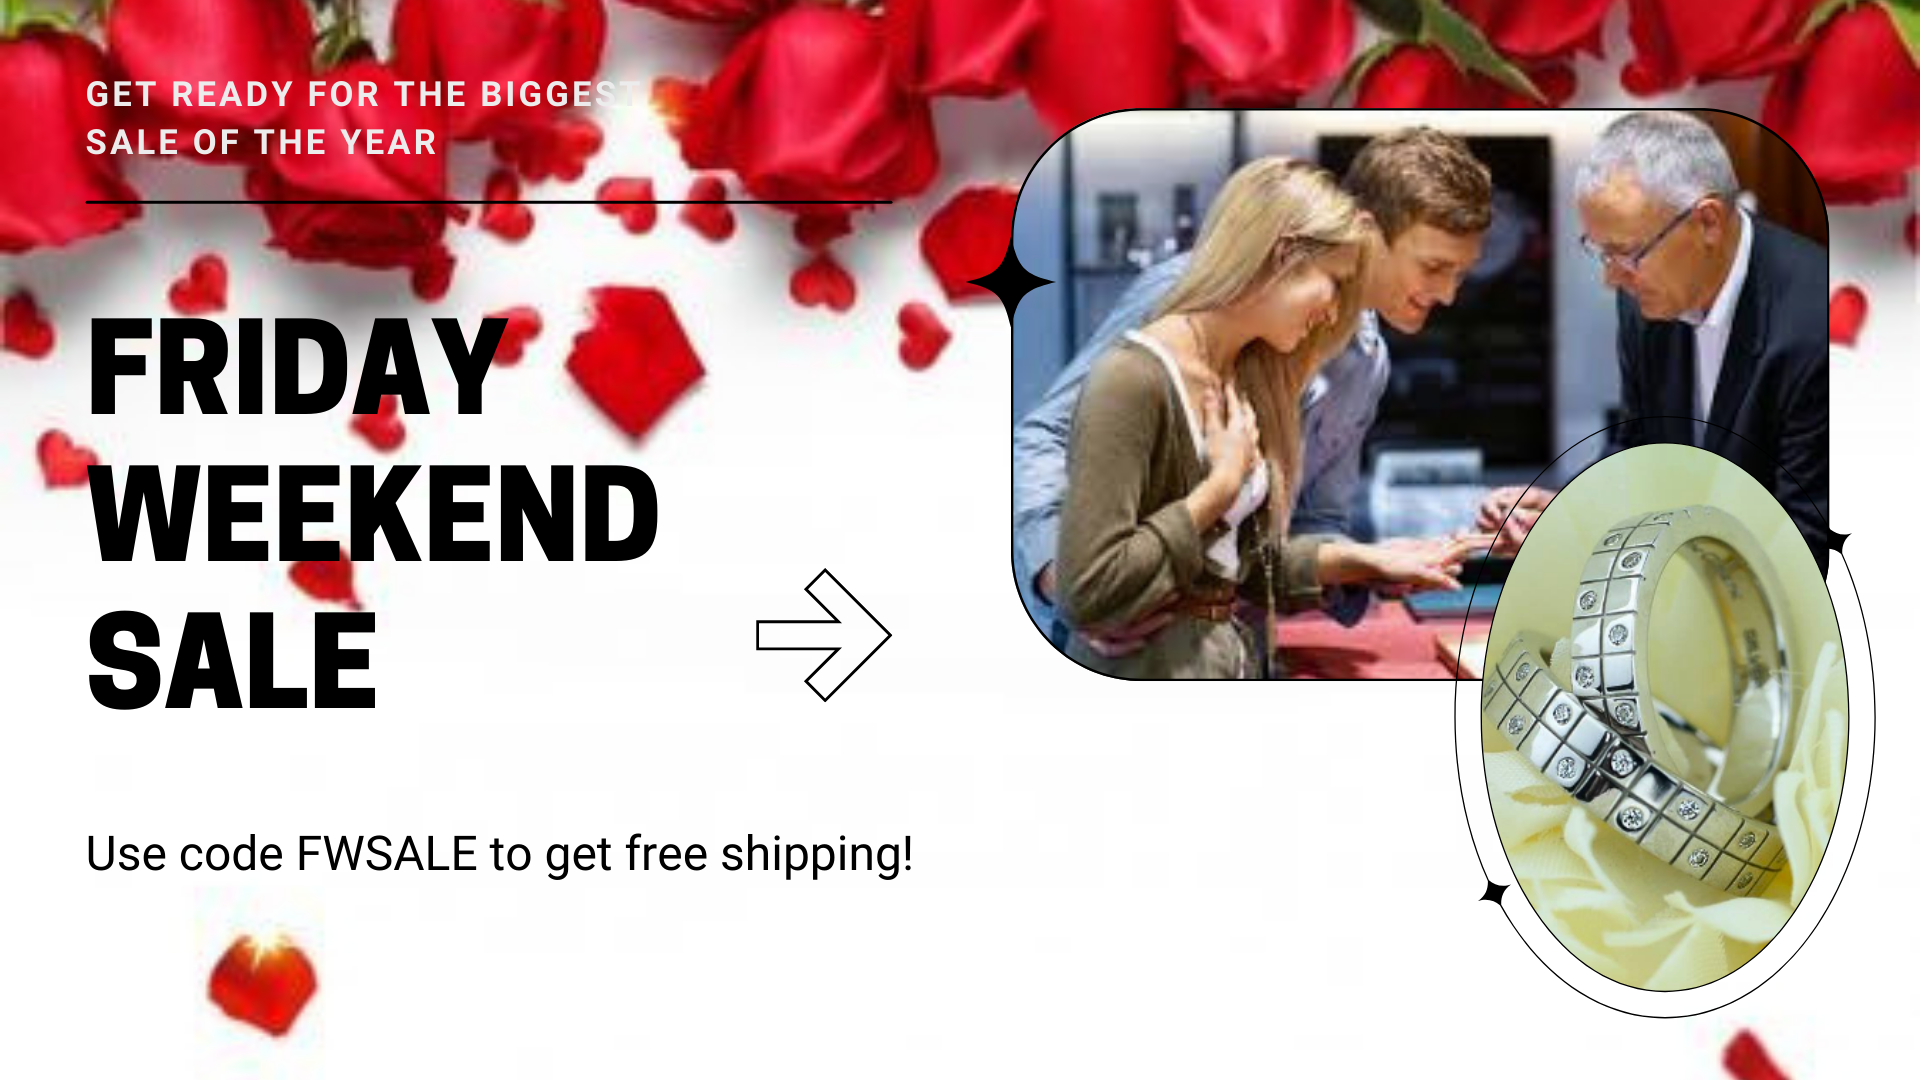 GET READY FOR THE BIGGEST
SALE OF THE YEAR
FRIDAY
WEEKEND
SALE
Use code FWSALE to get free shipping!